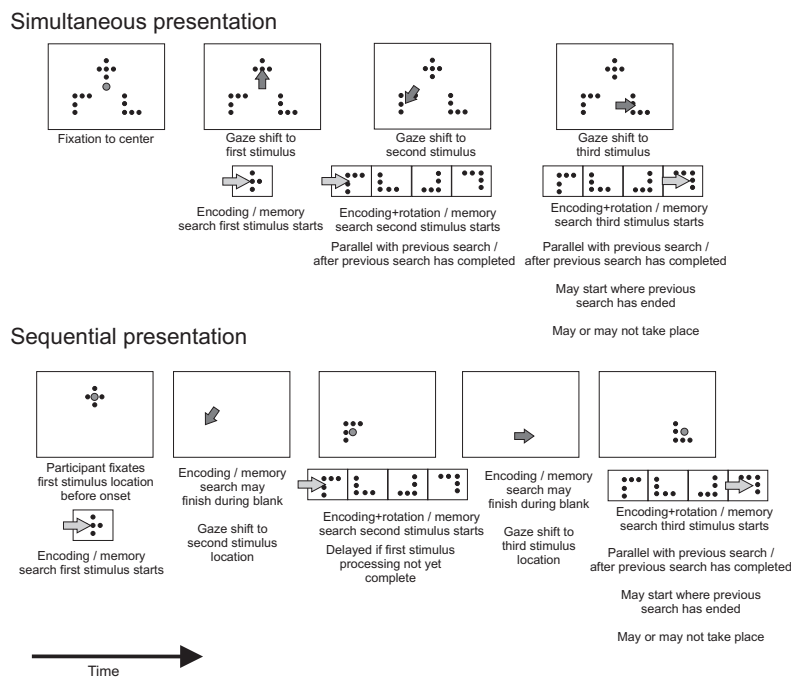 Simultaneous presentation
Fixation to center
Gaze shift to
first stimulus
Gaze shift to
second stimulus
Gaze shift to
third stimulus
Encoding / memory
search first stimulus starts
Encoding+rotation / memory
search second stimulus starts
Parallel with previous search /
after previous search has completed
Encoding+rotation / memory
search third stimulus starts
Parallel with previous search /
after previous search has completed
May start where previous
search has ended
May or may not take place
Sequential presentation
Participant fixates
first stimulus location
before onset
Encoding / memory
search first stimulus starts
Encoding / memory
search may
finish during blank
Gaze shift to
second stimulus
location
Encoding+rotation / memory
search second stimulus starts
Delayed if first stimulus
processing not yet
complete
Encoding / memory
search may
finish during blank
Gaze shift to
third stimulus
location
Encoding+rotation / memory
search third stimulus starts
Parallel with previous search /
after previous search has completed
May start where previous
search has ended
May or may not take place
Time